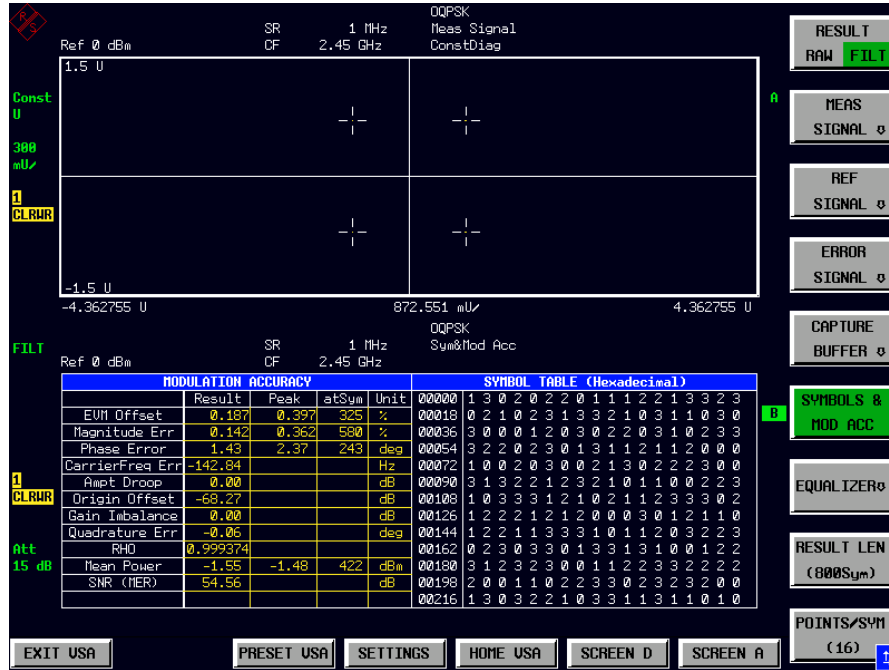 R/S
OQPSK
SR 1 MHz Meas Signal
Ref 0 dBm CF 2.45 GHz ConstDiag
1.5 U
Const
U
300
mU/
1
CLRWR
A
-1.5 U
-4.362755 U 872.551 mU/ 4.362755 U
OQPSK
FILT SR 1 MHz Sym&Mod Acc
Ref 0 dBm CF 2.45 GHz
MODULATION ACCURACY
Result Peak atSym Unit
EVM Offset 0.187 0.397 325 %
Magnitude Err 0.142 0.362 580 %
Phase Error 1.43 2.37 243 deg
CarrierFreq Err -142.84 Hz
Ampt Droop 0.00 dB
Origin Offset -68.27 dB
Gain Imbalance 0.00 dB
Quadrature Err -0.06 deg
RHO 0.999374
Mean Power -1.55 -1.48 422 dBm
SNR (MER) 54.56 dB
SYMBOL TABLE (Hexadecimal)
00000 1 3 0 2 0 2 2 0 1 1 1 2 2 1 3 3 2 3
00018 0 2 1 0 2 3 1 3 3 2 1 0 3 1 1 0 3 0
00036 3 0 0 0 1 2 0 3 0 2 2 0 3 1 0 2 3 3
00054 3 2 2 0 2 3 0 1 3 1 1 2 1 1 2 0 0 0
00072 1 0 0 2 0 3 0 0 2 1 3 0 2 2 2 3 0 0
00090 3 1 3 2 2 1 2 3 2 1 0 1 1 0 0 2 2 3
00108 1 0 3 3 3 1 2 1 0 2 1 1 2 3 3 3 0 2
00126 1 2 2 2 1 2 1 2 0 0 0 3 0 1 2 1 1 0
00144 1 2 2 1 1 3 3 3 1 0 1 1 2 0 3 2 2 3
00162 0 2 3 0 3 3 0 1 3 3 1 3 1 0 0 1 2 2
00180 3 1 2 3 2 3 0 0 1 1 2 2 3 3 2 2 2 2
00198 2 0 0 1 1 0 2 2 3 3 0 2 3 2 3 2 0 0
00216 1 3 0 3 2 2 1 0 3 3 1 1 3 1 1 0 1 0
B
1
CLRWR
Att
15 dB
RESULT
RAW FILT
MEAS
SIGNAL
REF
SIGNAL
ERROR
SIGNAL
CAPTURE
BUFFER
SYMBOLS &
MOD ACC
EQUALIZER
RESULT LEN
(800Sym)
POINTS/SYM
(16)
EXIT VSA PRESET VSA SETTINGS HOME VSA SCREEN D SCREEN A